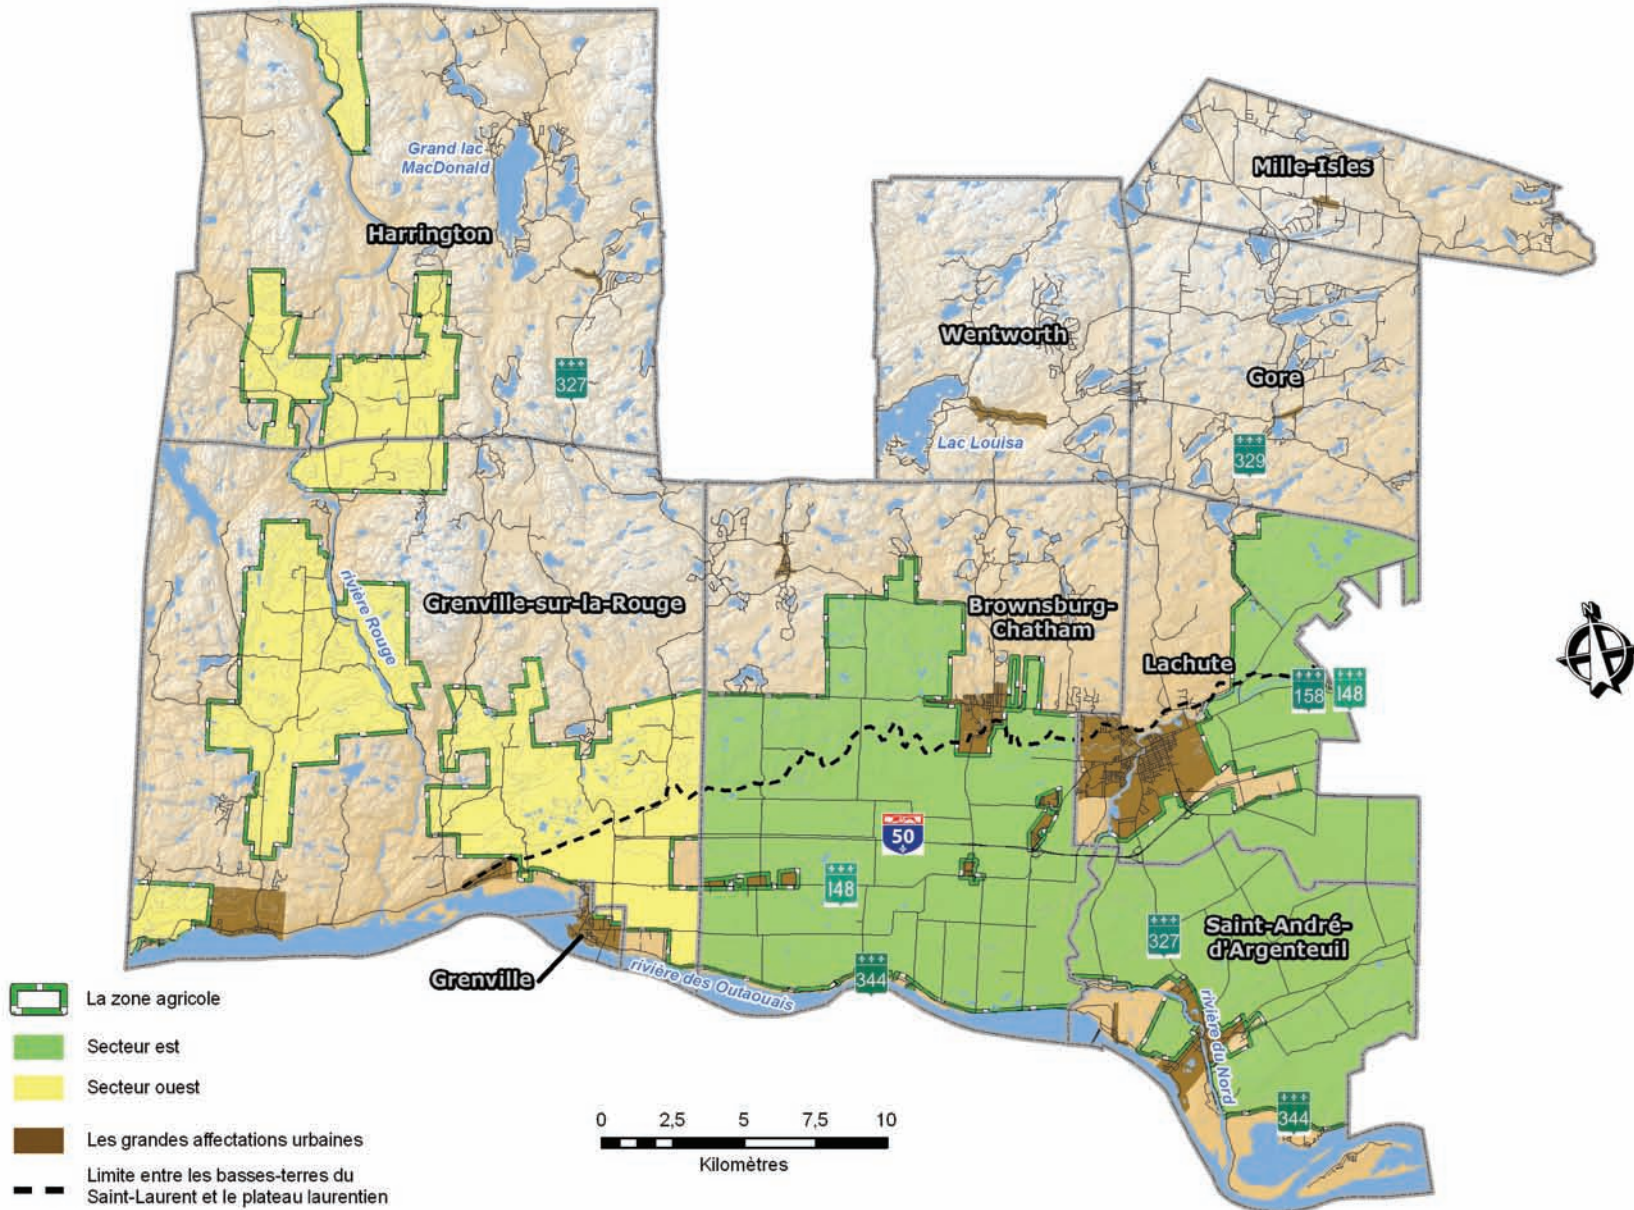 Grand lac
MacDonald
Harrington
Mille-Isles
Wentworth
Gore
327
Lac Louisa
329
rivière Rouge
Grenville-sur-la-Rouge
Brownsburg-
Chatham
Lachute
N
158
148
50
148
327
Saint-André-
d'Argenteuil
Grenville
rivière des Outaouais
344
rivière du Nord
344
La zone agricole
Secteur est
Secteur ouest
Les grandes affectations urbaines
Limite entre les basses-terres du
Saint-Laurent et le plateau laurentien
0 2,5 5 7,5 10
Kilomètres